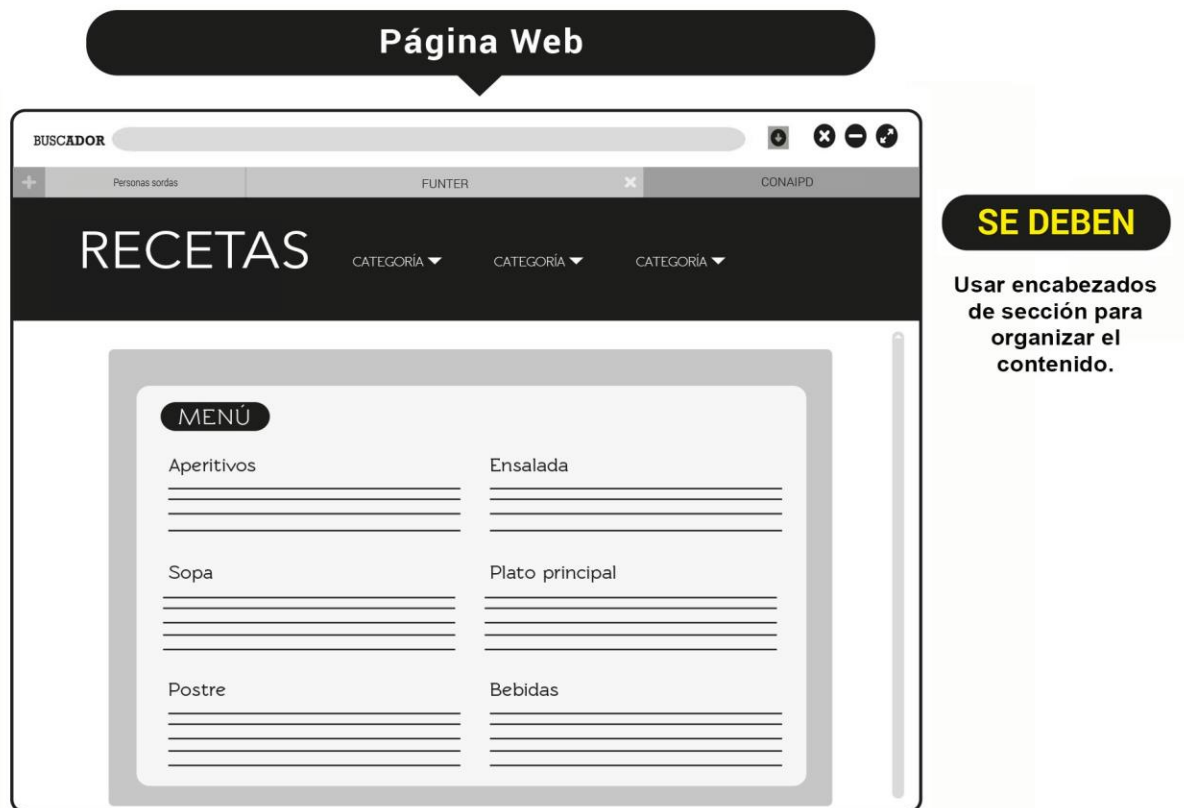 Página Web
BUSCADOR
Personas sordas
FUNTER
CONAIPD
RECETAS
CATEGORÍA
CATEGORÍA
CATEGORÍA
SE DEBEN
Usar encabezados
de sección para
organizar el
contenido.
MENÚ
Aperitivos
Ensalada
Sopa
Plato principal
Postre
Bebidas